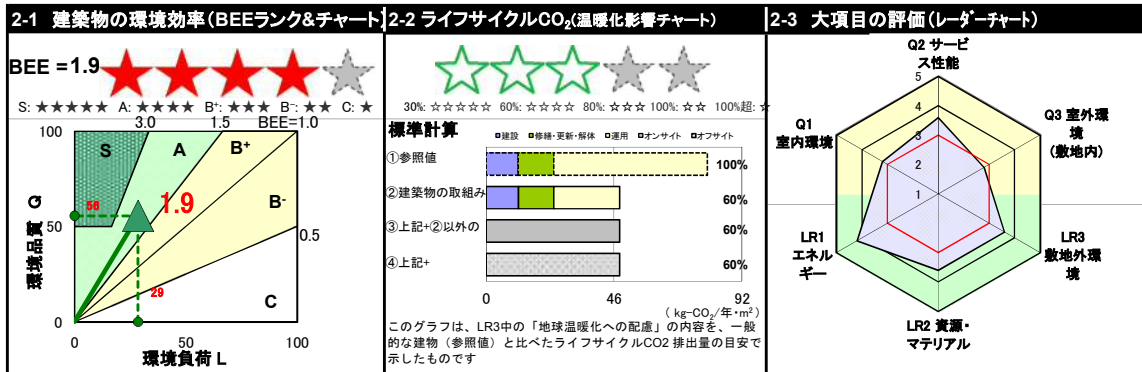 2-1 建築物の環境効率(BEEランク&チャート)
BEE =1.9
S: ★★★★★ A: ★★★★ B⁺: ★★★ B⁻: ★★ C: ★
3.0 1.5 BEE=1.0
100
S A B⁺
56 1.9
B⁻
50
0.5
環境品質 Q
29
C
0
0 50 100
環境負荷 L
2-2 ライフサイクルCO₂(温暖化影響チャート)
30%: ☆☆☆☆☆ 60%: ☆☆☆☆ 80%: ☆☆☆ 100%: ☆☆ 100%超: ☆
標準計算
建設 修繕・更新・解体 運用 オンサイト オフサイト
①参照値 100%
②建築物の取組み 60%
③上記+②以外の 60%
④上記+ 60%
0 46 92
( kg-CO₂/年・m²)
このグラフは、LR3中の「地球温暖化への配慮」の内容を、一般
的な建物(参照値)と比べたライフサイクルCO2 排出量の目安で
示したものです
2-3 大項目の評価(レーダーチャート)
Q2 サービ
ス性能
5
4
3
2
1
Q1
室内環境
Q3 室外環
境
(敷地内)
LR1
エネル
ギー
LR3
敷地外環
境
LR2 資源・
マテリアル